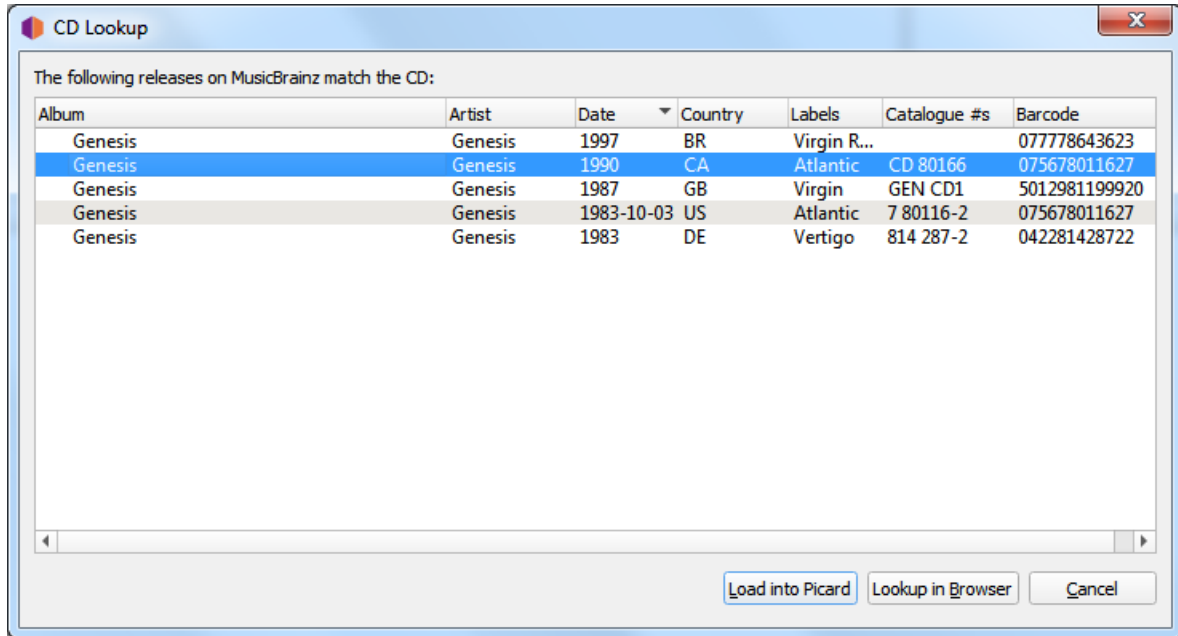 CD Lookup
The following releases on MusicBrainz match the CD:
Album Artist Date Country Labels Catalogue #s Barcode
Genesis Genesis 1997 BR Virgin R... 077778643623
Genesis Genesis 1990 CA Atlantic CD 80166 075678011627
Genesis Genesis 1987 GB Virgin GEN CD1 5012981199920
Genesis Genesis 1983-10-03 US Atlantic 7 80116-2 075678011627
Genesis Genesis 1983 DE Vertigo 814 287-2 042281428722
Load into Picard Lookup in Browser Cancel